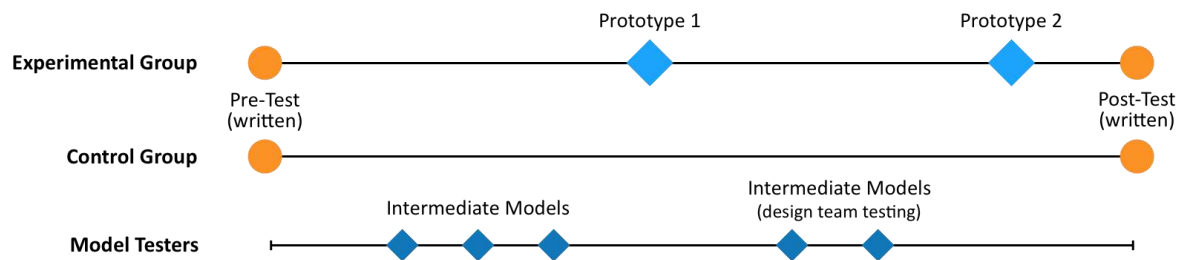 Prototype 1
Prototype 2
Experimental Group
Pre-Test
(written)
Post-Test
(written)
Control Group
Intermediate Models
Intermediate Models
(design team testing)
Model Testers